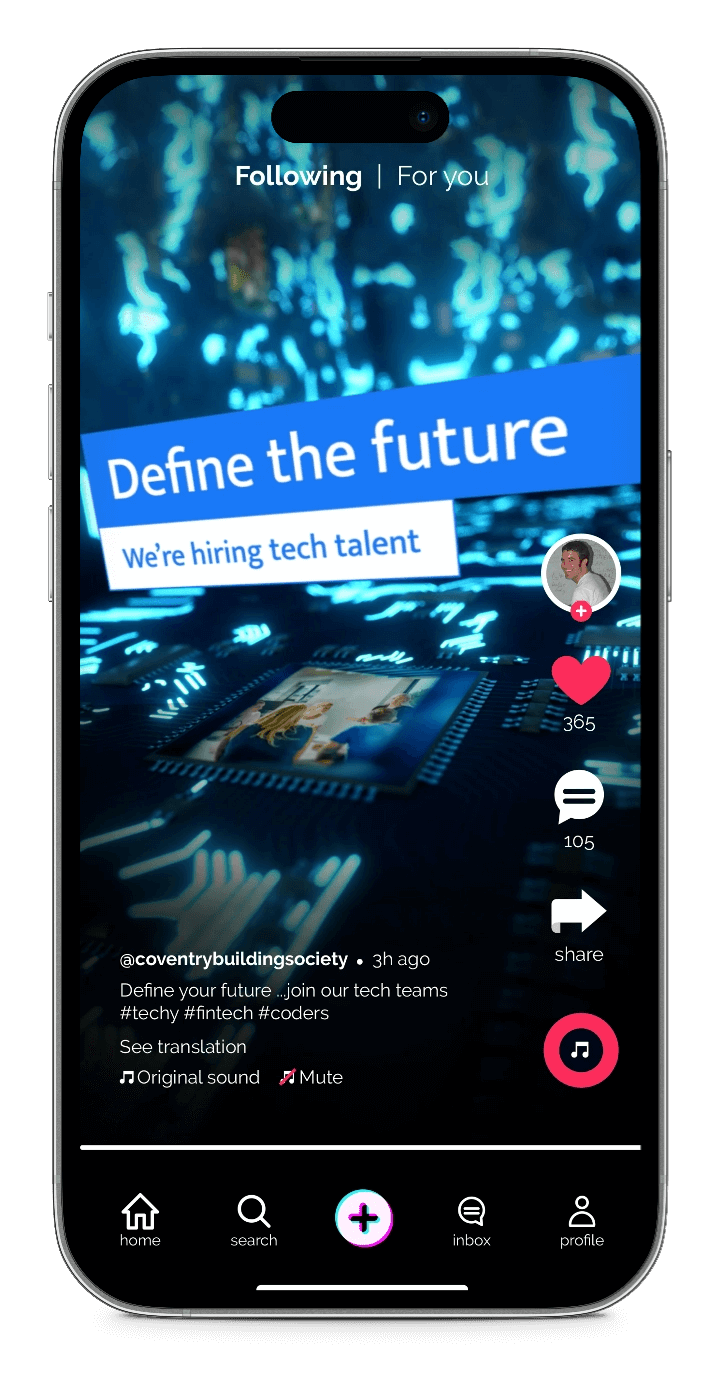 Following | For you
Define the future
We're hiring tech talent
365
105
share
@coventrybuildingsociety • 3h ago
Define your future ...join our tech teams
#techy #fintech #coders
See translation
Original sound Mute
home search inbox profile